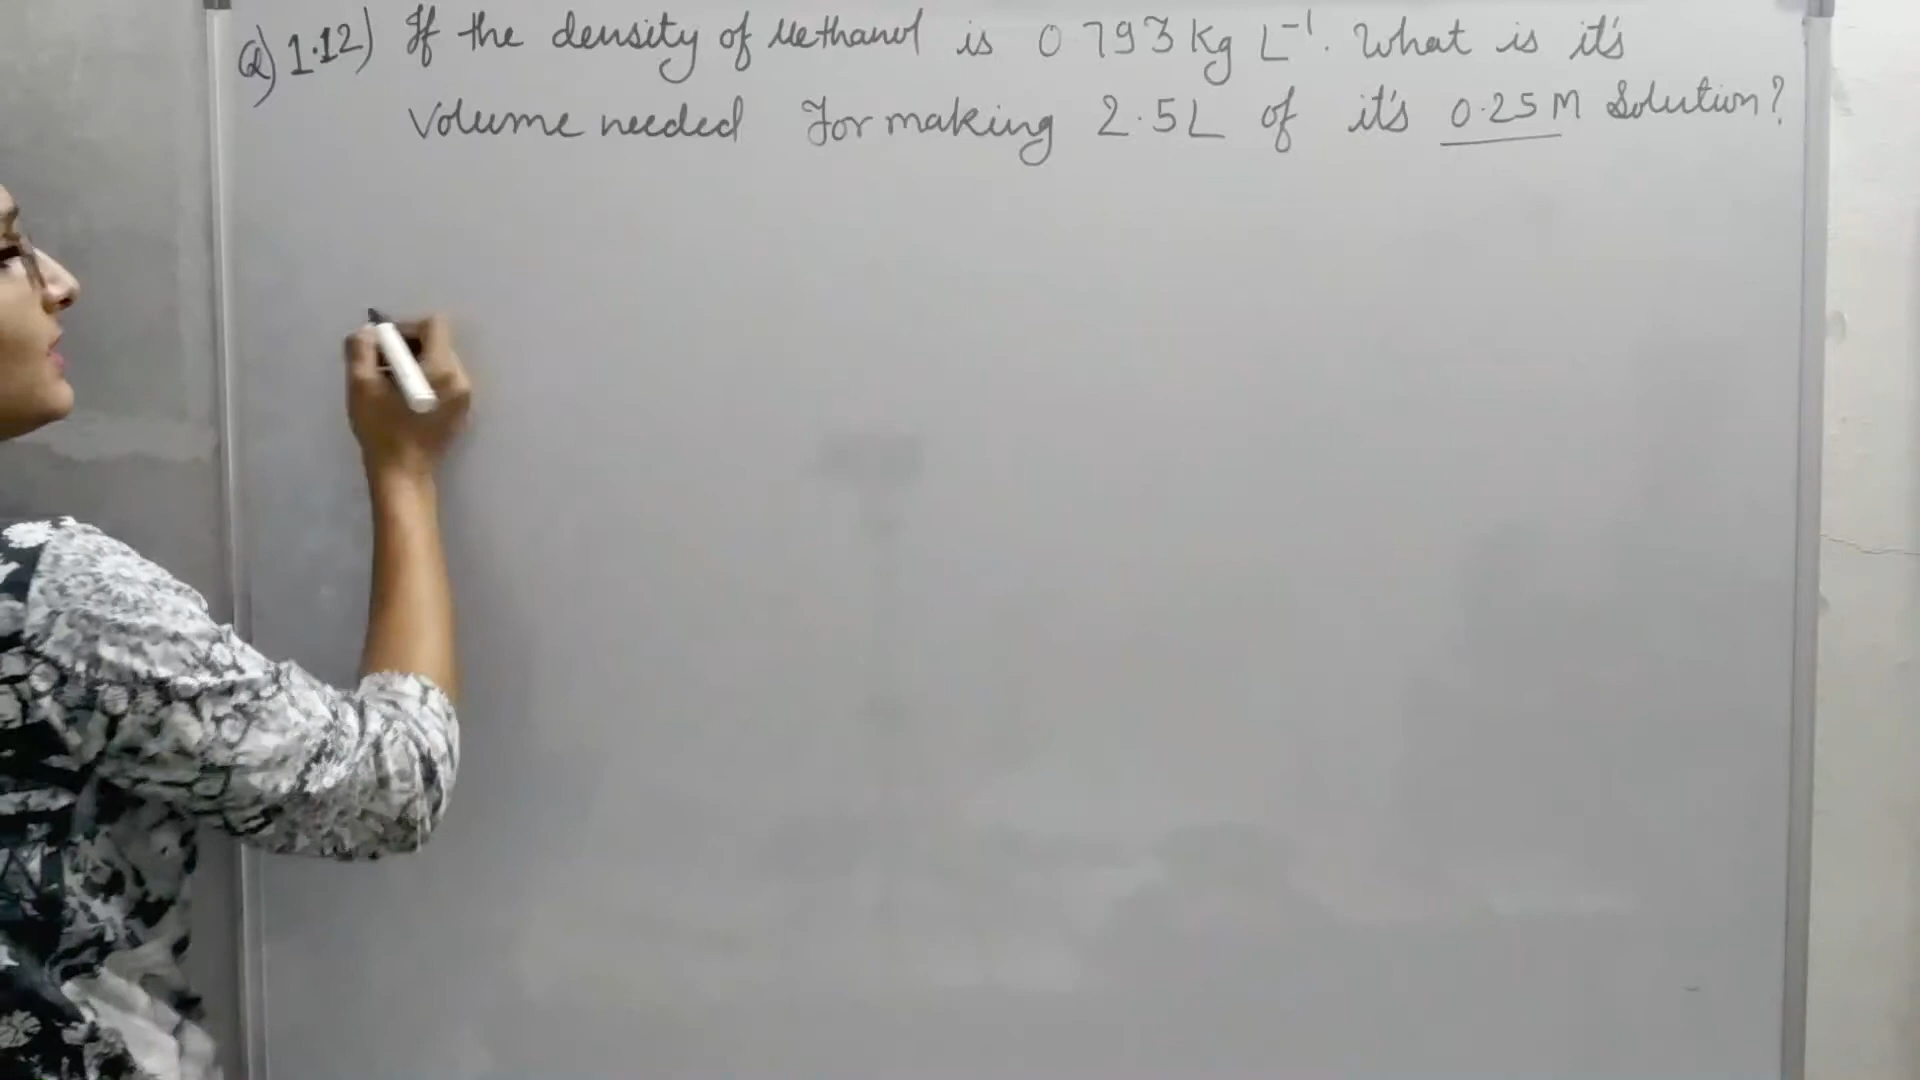 Q) 1.12) If the density of Methanol is 0.793 Kg L⁻¹. What is it's
Volume needed for making 2.5L of it's 0.25 M Solution?